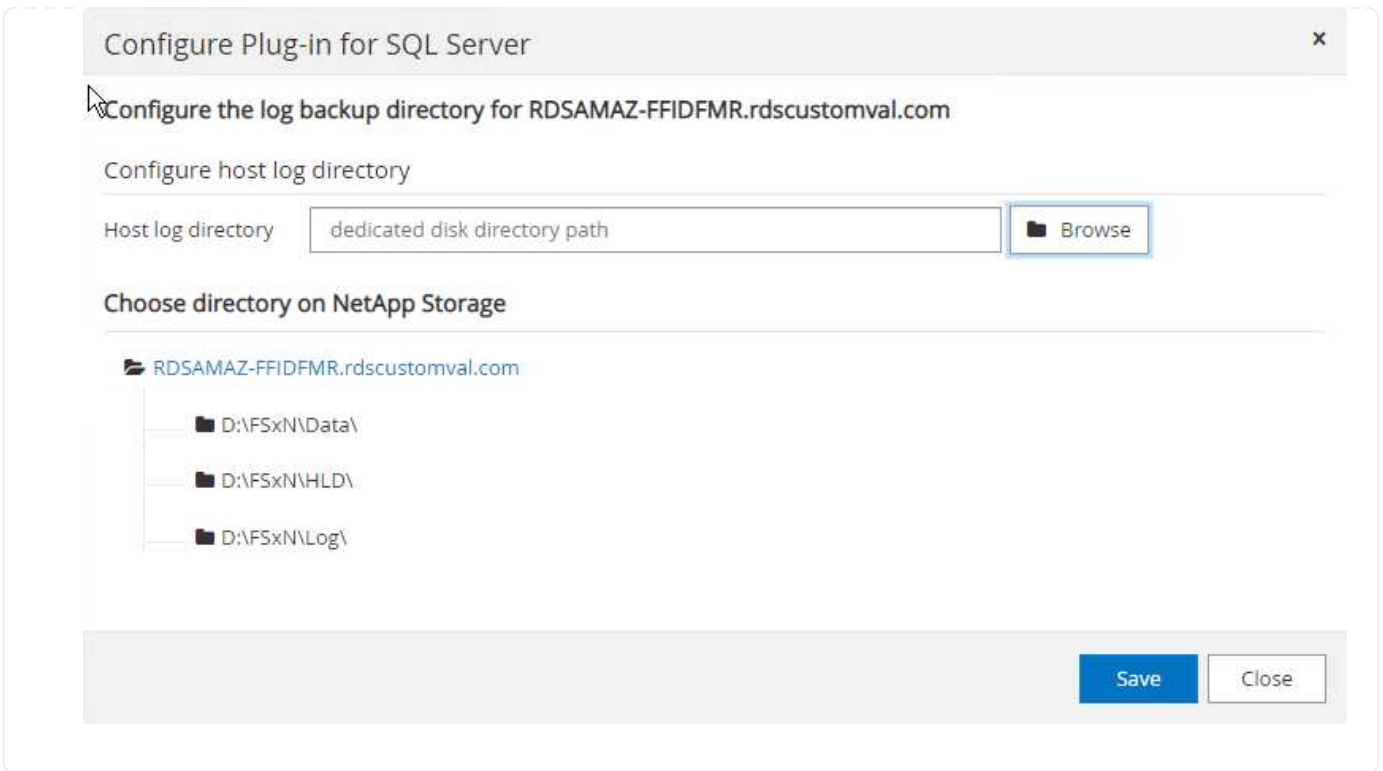 Configure Plug-in for SQL Server ×
Configure the log backup directory for RDSAMAZ-FFIDFMR.rdscustomval.com
Configure host log directory
Host log directory dedicated disk directory path Browse
Choose directory on NetApp Storage
RDSAMAZ-FFIDFMR.rdscustomval.com
D:\FSxN\Data\
D:\FSxN\HLD\
D:\FSxN\Log\
Save Close